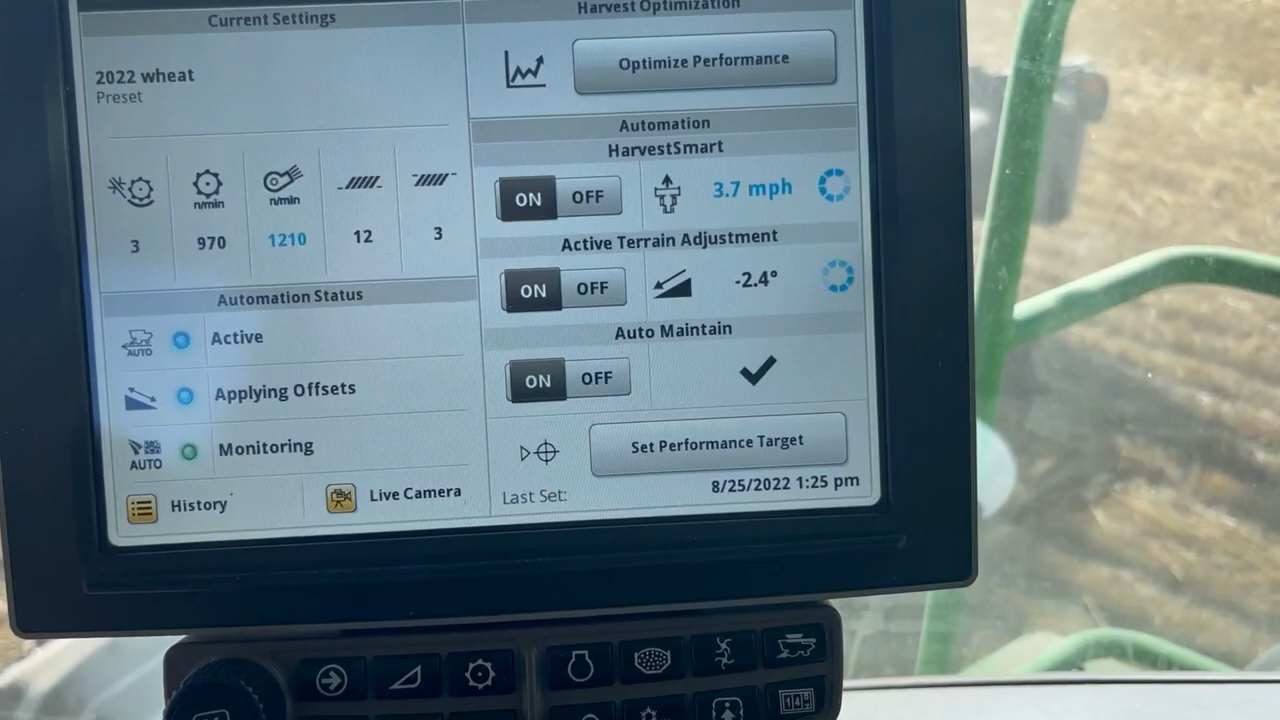 Current Settings
2022 wheat
Preset
n/min
n/min
3
970
1210
12
3
Automation Status
AUTO
Active
Applying Offsets
AUTO
Monitoring
History
Live Camera
Harvest Optimization
Optimize Performance
Automation
HarvestSmart
ON OFF
3.7 mph
Active Terrain Adjustment
ON OFF
-2.4°
Auto Maintain
ON OFF
Set Performance Target
Last Set:
8/25/2022 1:25 pm